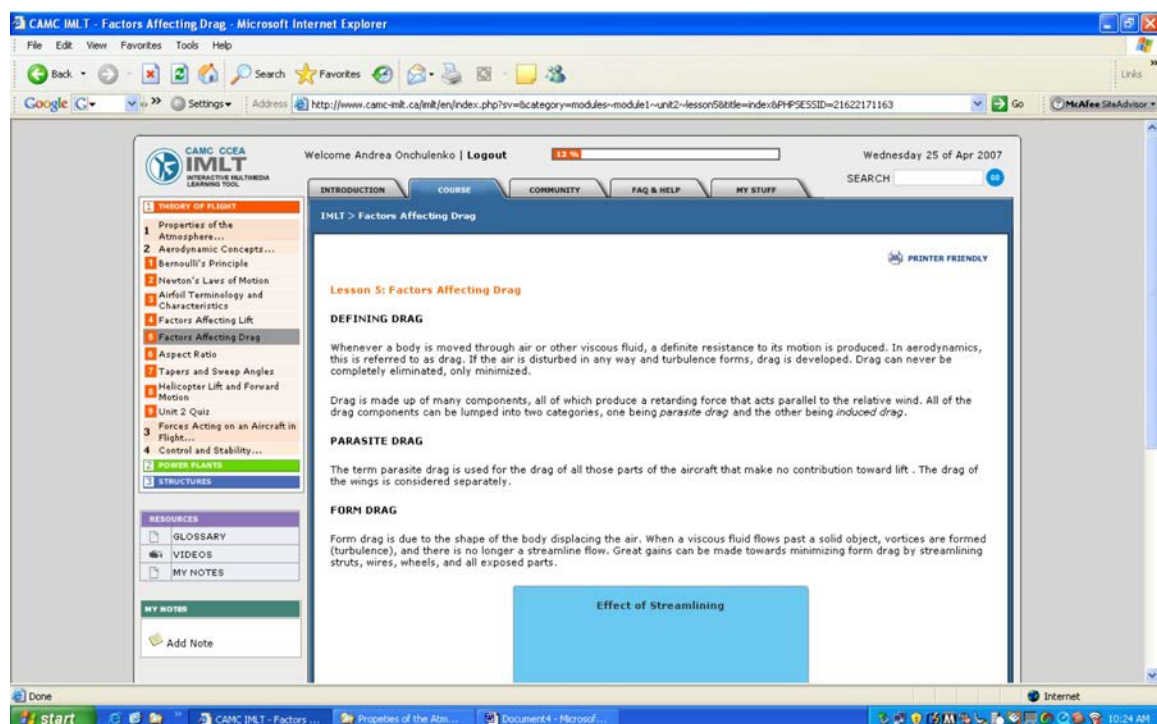 CAMC IMLT - Factors Affecting Drag - Microsoft Internet Explorer
File Edit View Favorites Tools Help
Back Search Favorites Links
Google Settings Address http://www.camc-imlt.ca/imlt/en/index.php?sv=&category=modules~module1~unit2~lesson5&title=index&PHPSESSID=21622171163 Go McAfee SiteAdvisor
CAMC CCEA
IMLT
INTERACTIVE MULTIMEDIA
LEARNING TOOL
Welcome Andrea Onchulenko | Logout 12 % Wednesday 25 of Apr 2007
SEARCH GO
INTRODUCTION COURSE COMMUNITY FAQ & HELP MY STUFF
IMLT > Factors Affecting Drag
1 THEORY OF FLIGHT
1 Properties of the
Atmosphere...
2 Aerodynamic Concepts...
1 Bernoulli's Principle
2 Newton's Laws of Motion
3 Airfoil Terminology and
Characteristics
4 Factors Affecting Lift
5 Factors Affecting Drag
6 Aspect Ratio
7 Tapers and Sweep Angles
8 Helicopter Lift and Forward
Motion
9 Unit 2 Quiz
3 Forces Acting on an Aircraft in
Flight...
4 Control and Stability...
2 POWER PLANTS
3 STRUCTURES
RESOURCES
GLOSSARY
VIDEOS
MY NOTES
MY NOTES
Add Note
PRINTER FRIENDLY
Lesson 5: Factors Affecting Drag
DEFINING DRAG
Whenever a body is moved through air or other viscous fluid, a definite resistance to its motion is produced. In aerodynamics,
this is referred to as drag. If the air is disturbed in any way and turbulence forms, drag is developed. Drag can never be
completely eliminated, only minimized.
Drag is made up of many components, all of which produce a retarding force that acts parallel to the relative wind. All of the
drag components can be lumped into two categories, one being parasite drag and the other being induced drag.
PARASITE DRAG
The term parasite drag is used for the drag of all those parts of the aircraft that make no contribution toward lift . The drag of
the wings is considered separately.
FORM DRAG
Form drag is due to the shape of the body displacing the air. When a viscous fluid flows past a solid object, vortices are formed
(turbulence), and there is no longer a streamline flow. Great gains can be made towards minimizing form drag by streamlining
struts, wires, wheels, and all exposed parts.
Effect of Streamlining
Done Internet
start CAMC IMLT - Factors ... Propeties of the Atm... Document4 - Microsof... 10:24 AM